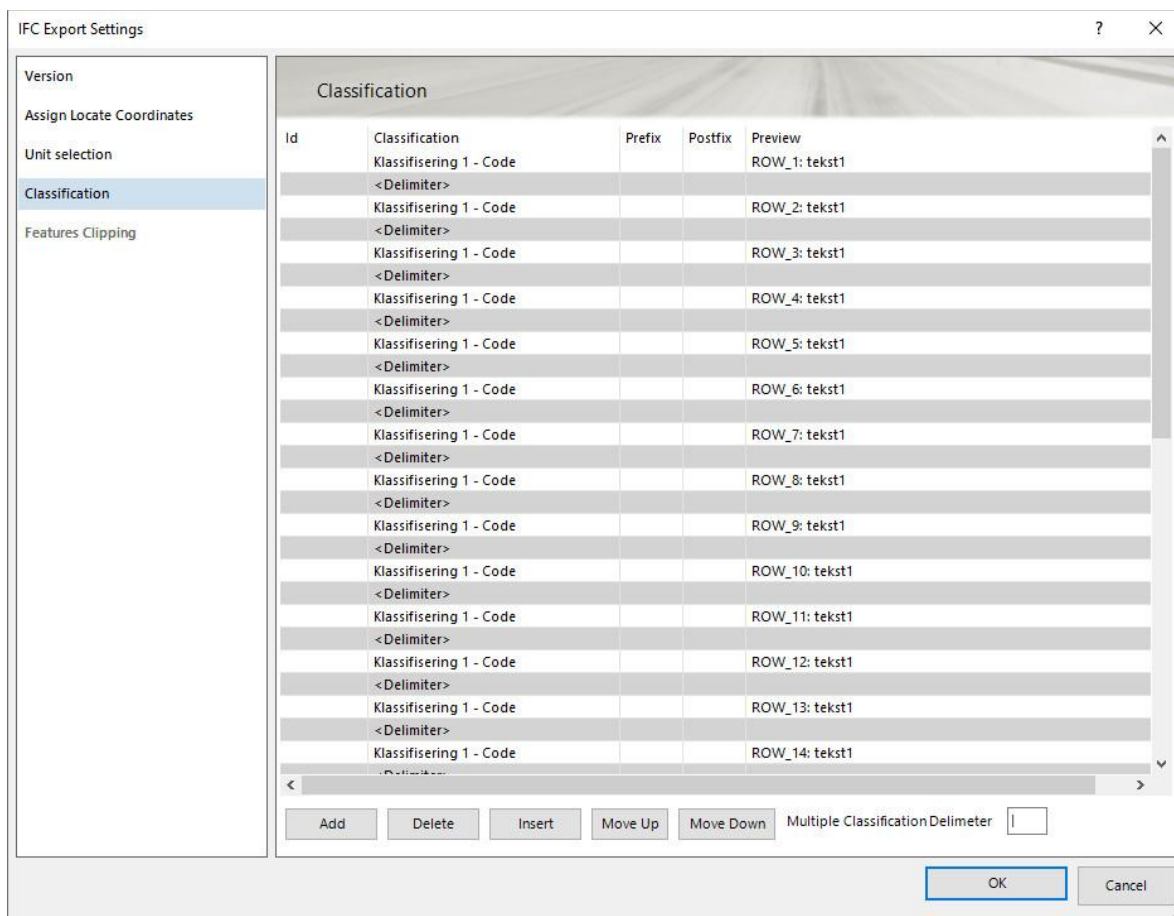 IFC Export Settings
?
Version
Assign Locate Coordinates
Unit selection
Classification
Features Clipping
Classification
Id Classification Prefix Postfix Preview
Klassifisering 1 - Code ROW_1: tekst1
<Delimiter>
Klassifisering 1 - Code ROW_2: tekst1
<Delimiter>
Klassifisering 1 - Code ROW_3: tekst1
<Delimiter>
Klassifisering 1 - Code ROW_4: tekst1
<Delimiter>
Klassifisering 1 - Code ROW_5: tekst1
<Delimiter>
Klassifisering 1 - Code ROW_6: tekst1
<Delimiter>
Klassifisering 1 - Code ROW_7: tekst1
<Delimiter>
Klassifisering 1 - Code ROW_8: tekst1
<Delimiter>
Klassifisering 1 - Code ROW_9: tekst1
<Delimiter>
Klassifisering 1 - Code ROW_10: tekst1
<Delimiter>
Klassifisering 1 - Code ROW_11: tekst1
<Delimiter>
Klassifisering 1 - Code ROW_12: tekst1
<Delimiter>
Klassifisering 1 - Code ROW_13: tekst1
<Delimiter>
Klassifisering 1 - Code ROW_14: tekst1
<Delimiter>
Add Delete Insert Move Up Move Down Multiple Classification Delimeter |
OK Cancel